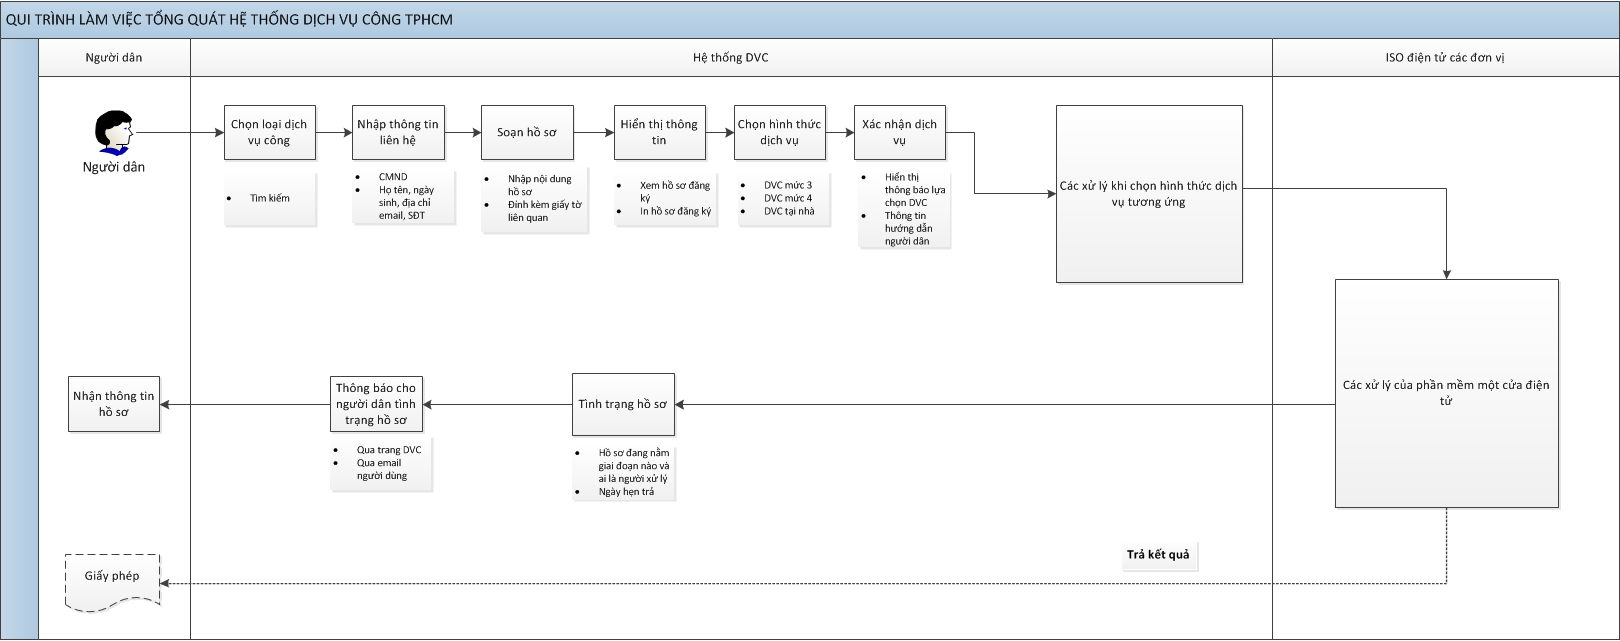 QUI TRÌNH LÀM VIỆC TỔNG QUÁT HỆ THỐNG DỊCH VỤ CÔNG TPHCM
Người dân
Hệ thống DVC
ISO điện tử các đơn vị
Người dân
Chọn loại dịch
vụ công
• Tìm kiếm
Nhập thông tin
liên hệ
• CMND
• Họ tên, ngày
sinh, địa chỉ
email, SĐT
Soạn hồ sơ
• Nhập nội dung
hồ sơ
• Đính kèm giấy tờ
liên quan
Hiển thị thông
tin
• Xem hồ sơ đăng
ký
• In hồ sơ đăng ký
Chọn hình thức
dịch vụ
• DVC mức 3
• DVC mức 4
• DVC tại nhà
Xác nhận dịch
vụ
• Hiển thị
thông báo lựa
chọn DVC
• Thông tin
hướng dẫn
người dân
Các xử lý khi chọn hình thức dịch
vụ tương ứng
Các xử lý của phần mềm một cửa điện
tử
Tình trạng hồ sơ
• Hồ sơ đang nằm
giai đoạn nào và
ai là người xử lý
• Ngày hẹn trả
Thông báo cho
người dân tình
trạng hồ sơ
• Qua trang DVC
• Qua email
người dùng
Nhận thông tin
hồ sơ
Trả kết quả
Giấy phép